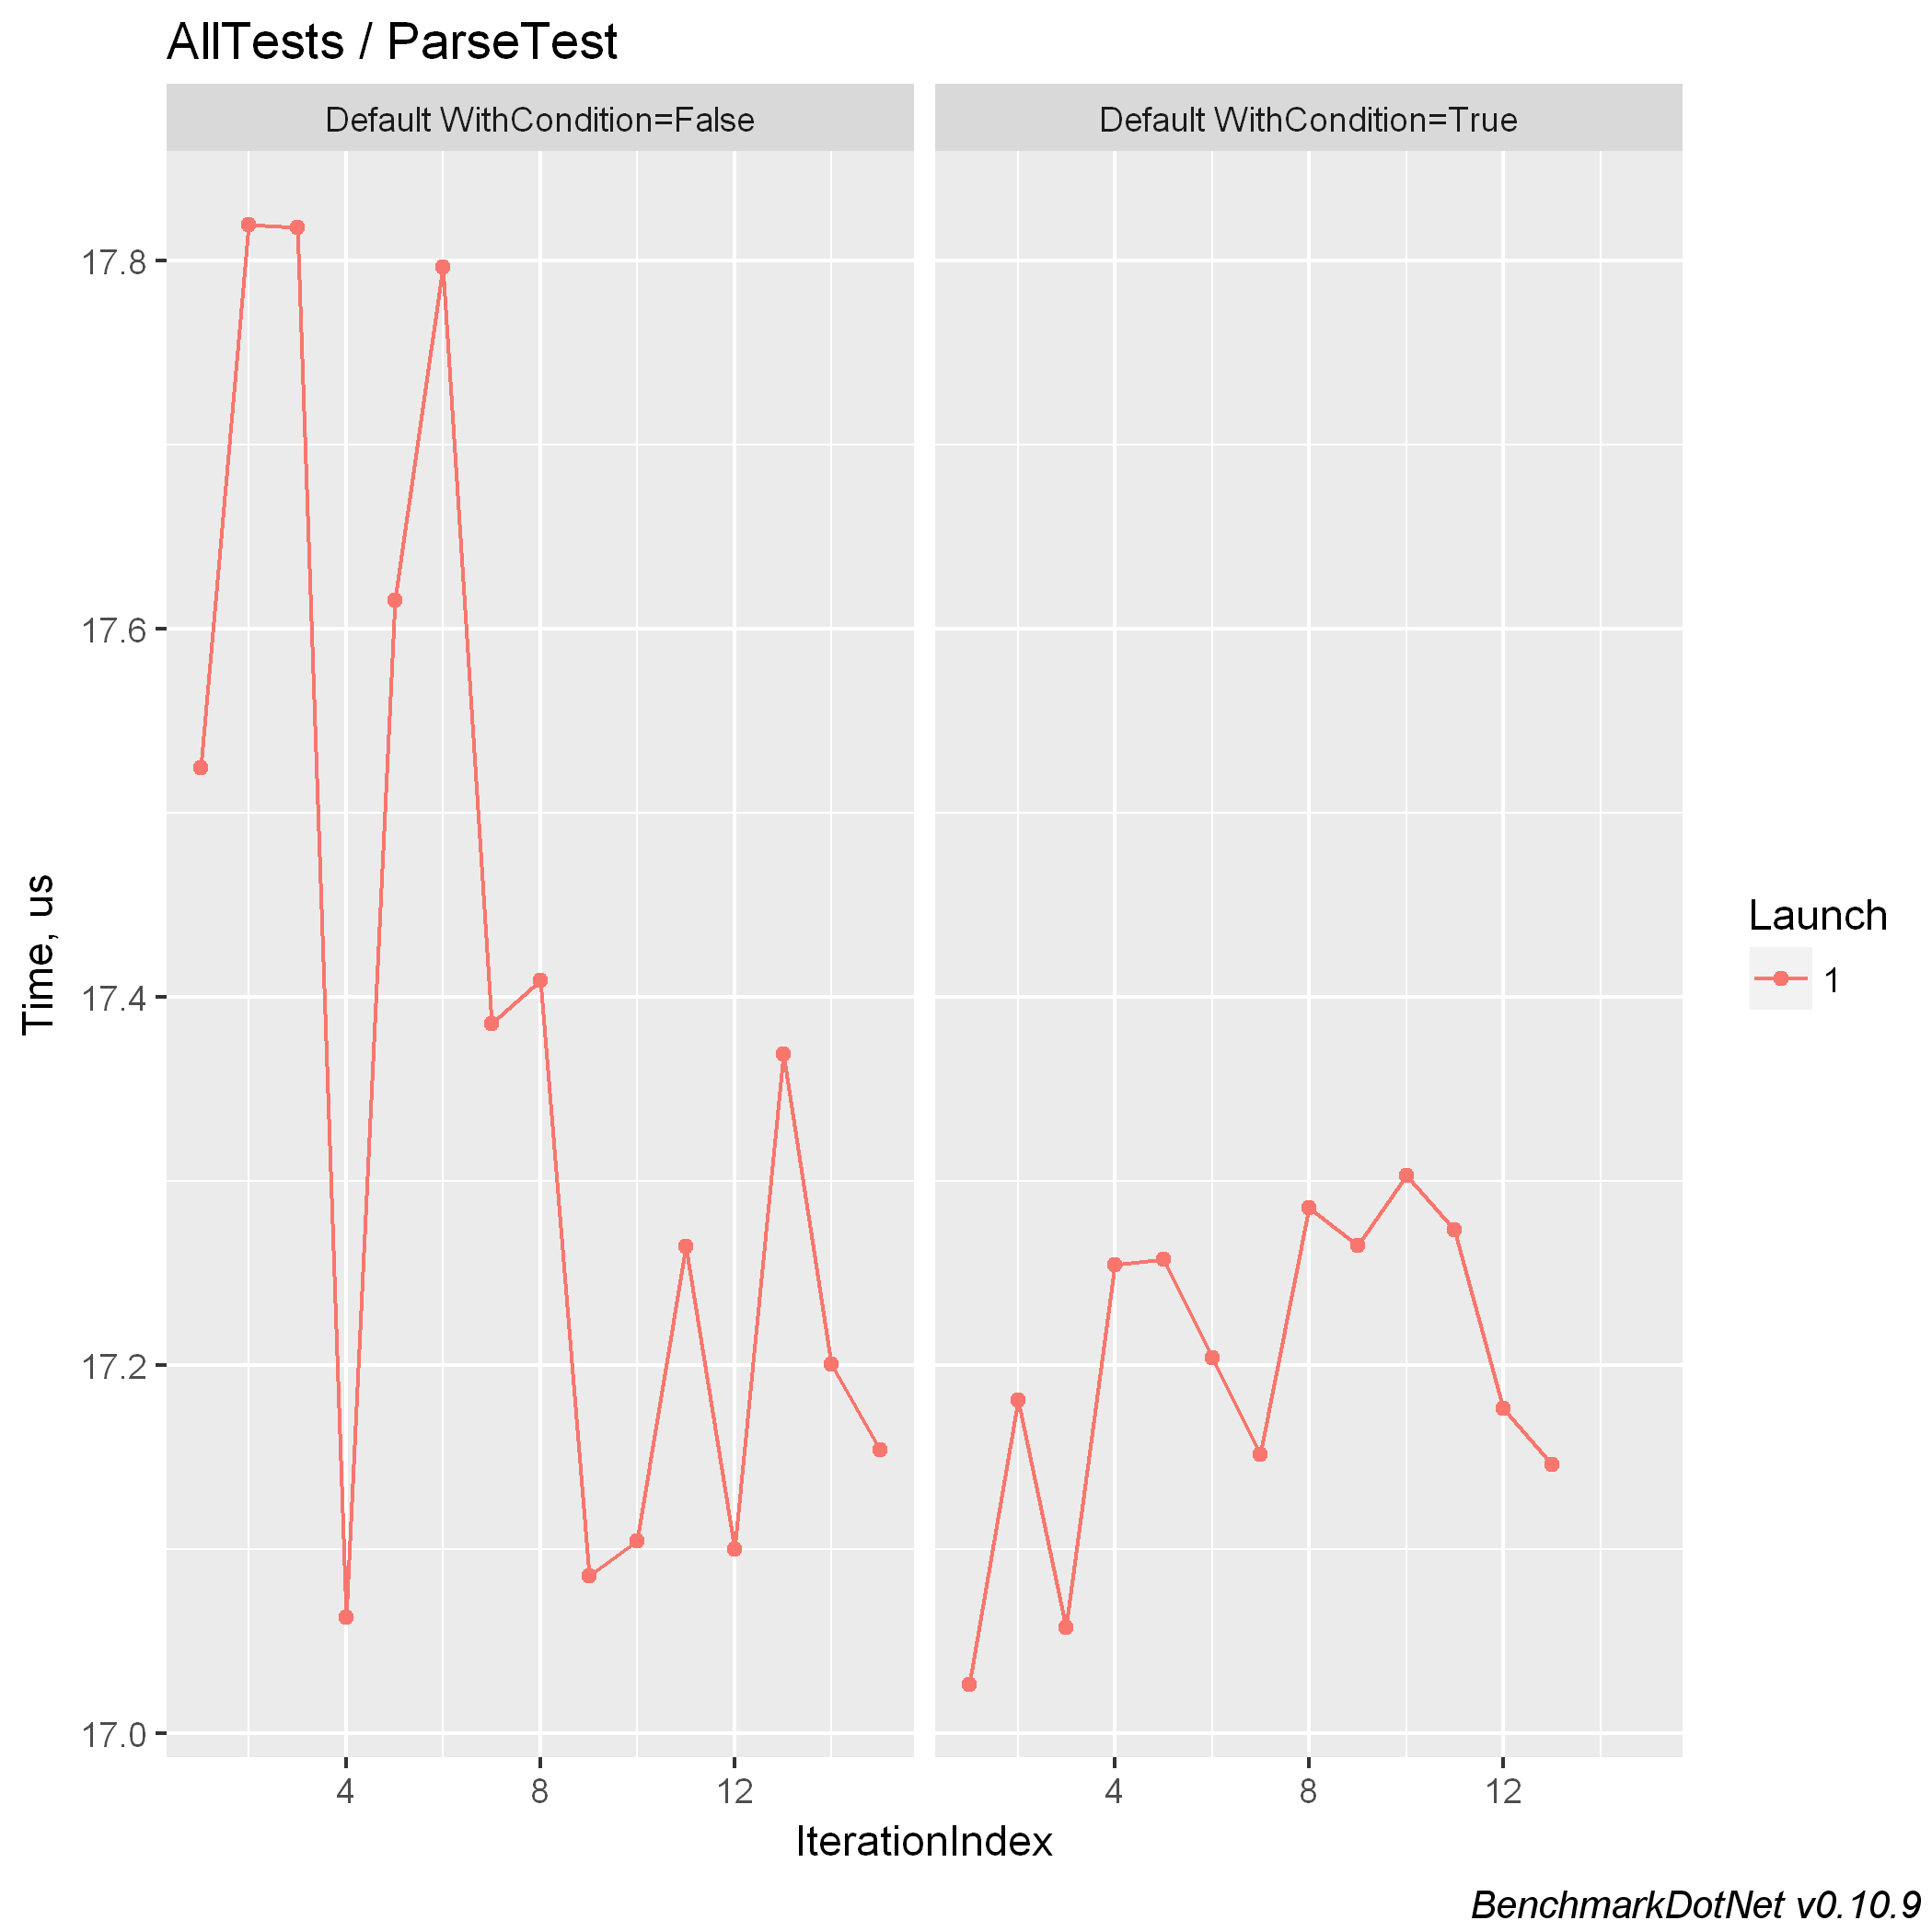 AllTests / ParseTest
Default WithCondition=False
Default WithCondition=True
17.8
17.6
17.4
17.2
17.0
Time, us
4 8 12
4 8 12
IterationIndex
Launch
1
BenchmarkDotNet v0.10.9